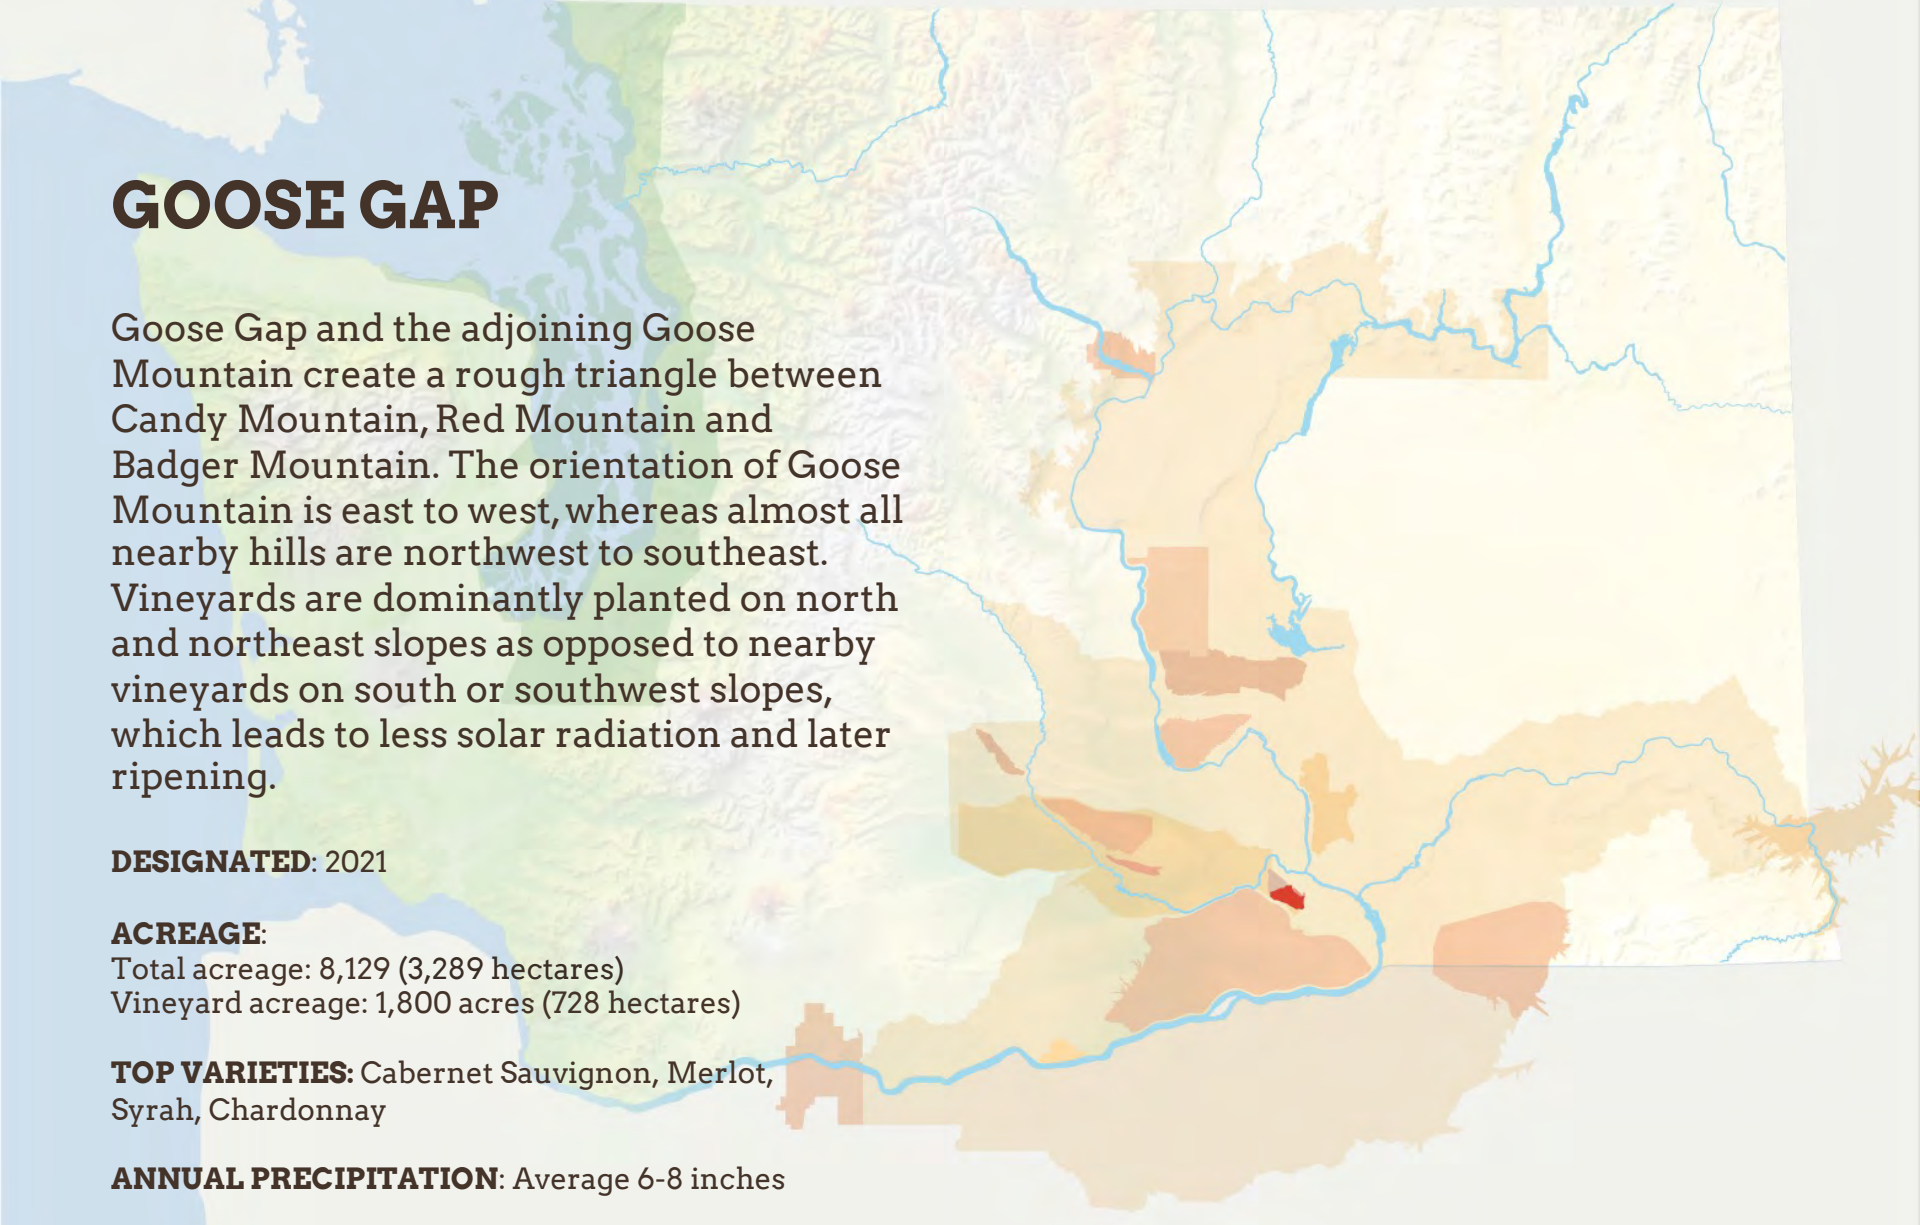 GOOSE GAP
Goose Gap and the adjoining Goose
Mountain create a rough triangle between
Candy Mountain, Red Mountain and
Badger Mountain. The orientation of Goose
Mountain is east to west, whereas almost all
nearby hills are northwest to southeast.
Vineyards are dominantly planted on north
and northeast slopes as opposed to nearby
vineyards on south or southwest slopes,
which leads to less solar radiation and later
ripening.
DESIGNATED: 2021
ACREAGE:
Total acreage: 8,129 (3,289 hectares)
Vineyard acreage: 1,800 acres (728 hectares)
TOP VARIETIES: Cabernet Sauvignon, Merlot,
Syrah, Chardonnay
ANNUAL PRECIPITATION: Average 6-8 inches